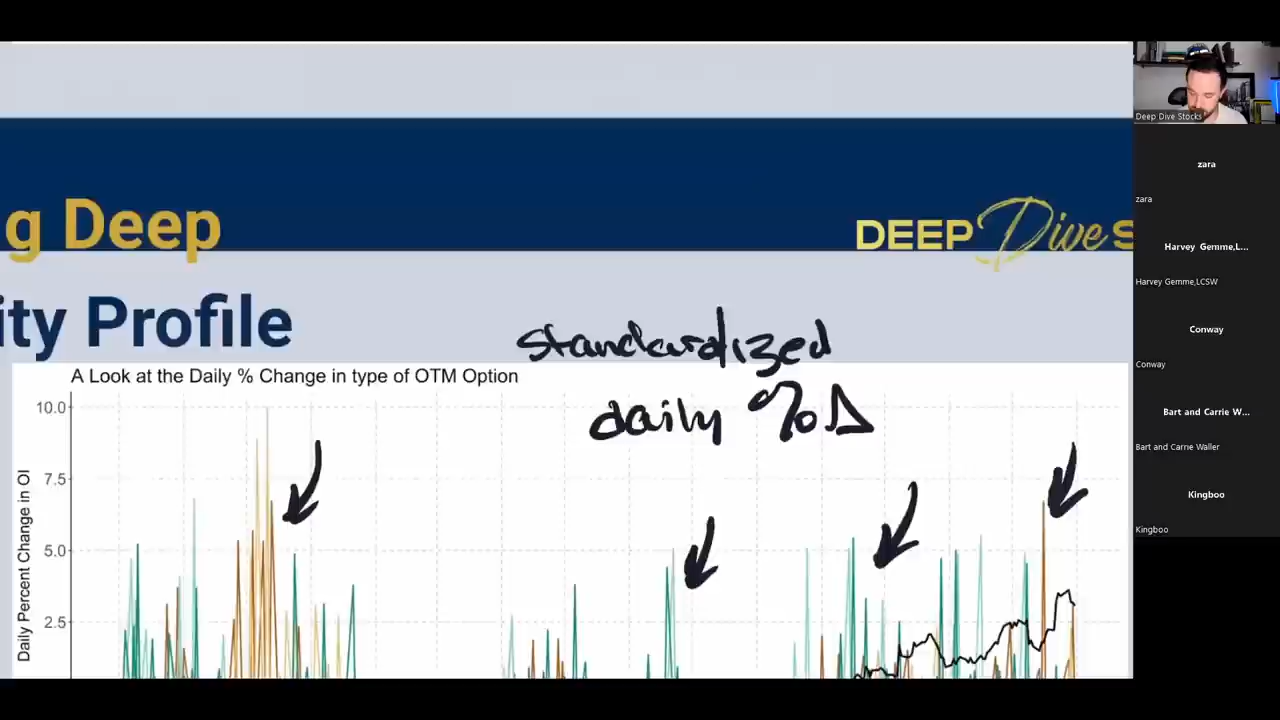 g Deep
DEEP Dive S
ity Profile
standardized
daily %Δ
A Look at the Daily % Change in type of OTM Option
Daily Percent Change in OI
10.0
7.5
5.0
2.5
Deep Dive Stocks
zara
zara
Harvey Gemme,L...
Harvey Gemme,LCSW
Conway
Conway
Bart and Carrie W...
Bart and Carrie Waller
Kingboo
Kingboo